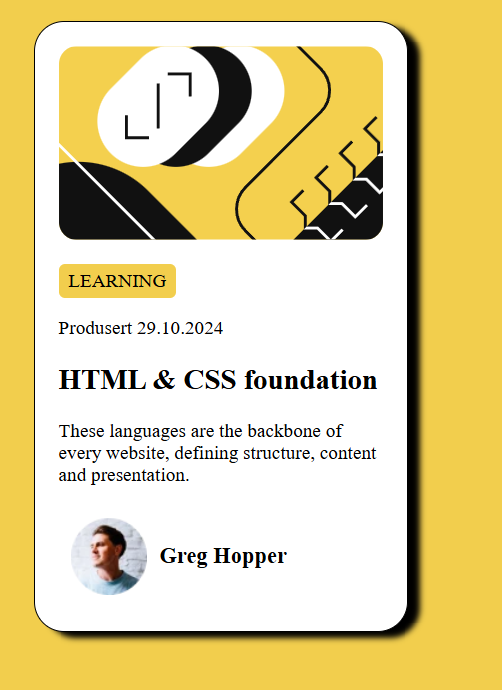 LEARNING
Produsert 29.10.2024
HTML & CSS foundation
These languages are the backbone of
every website, defining structure, content
and presentation.
Greg Hopper